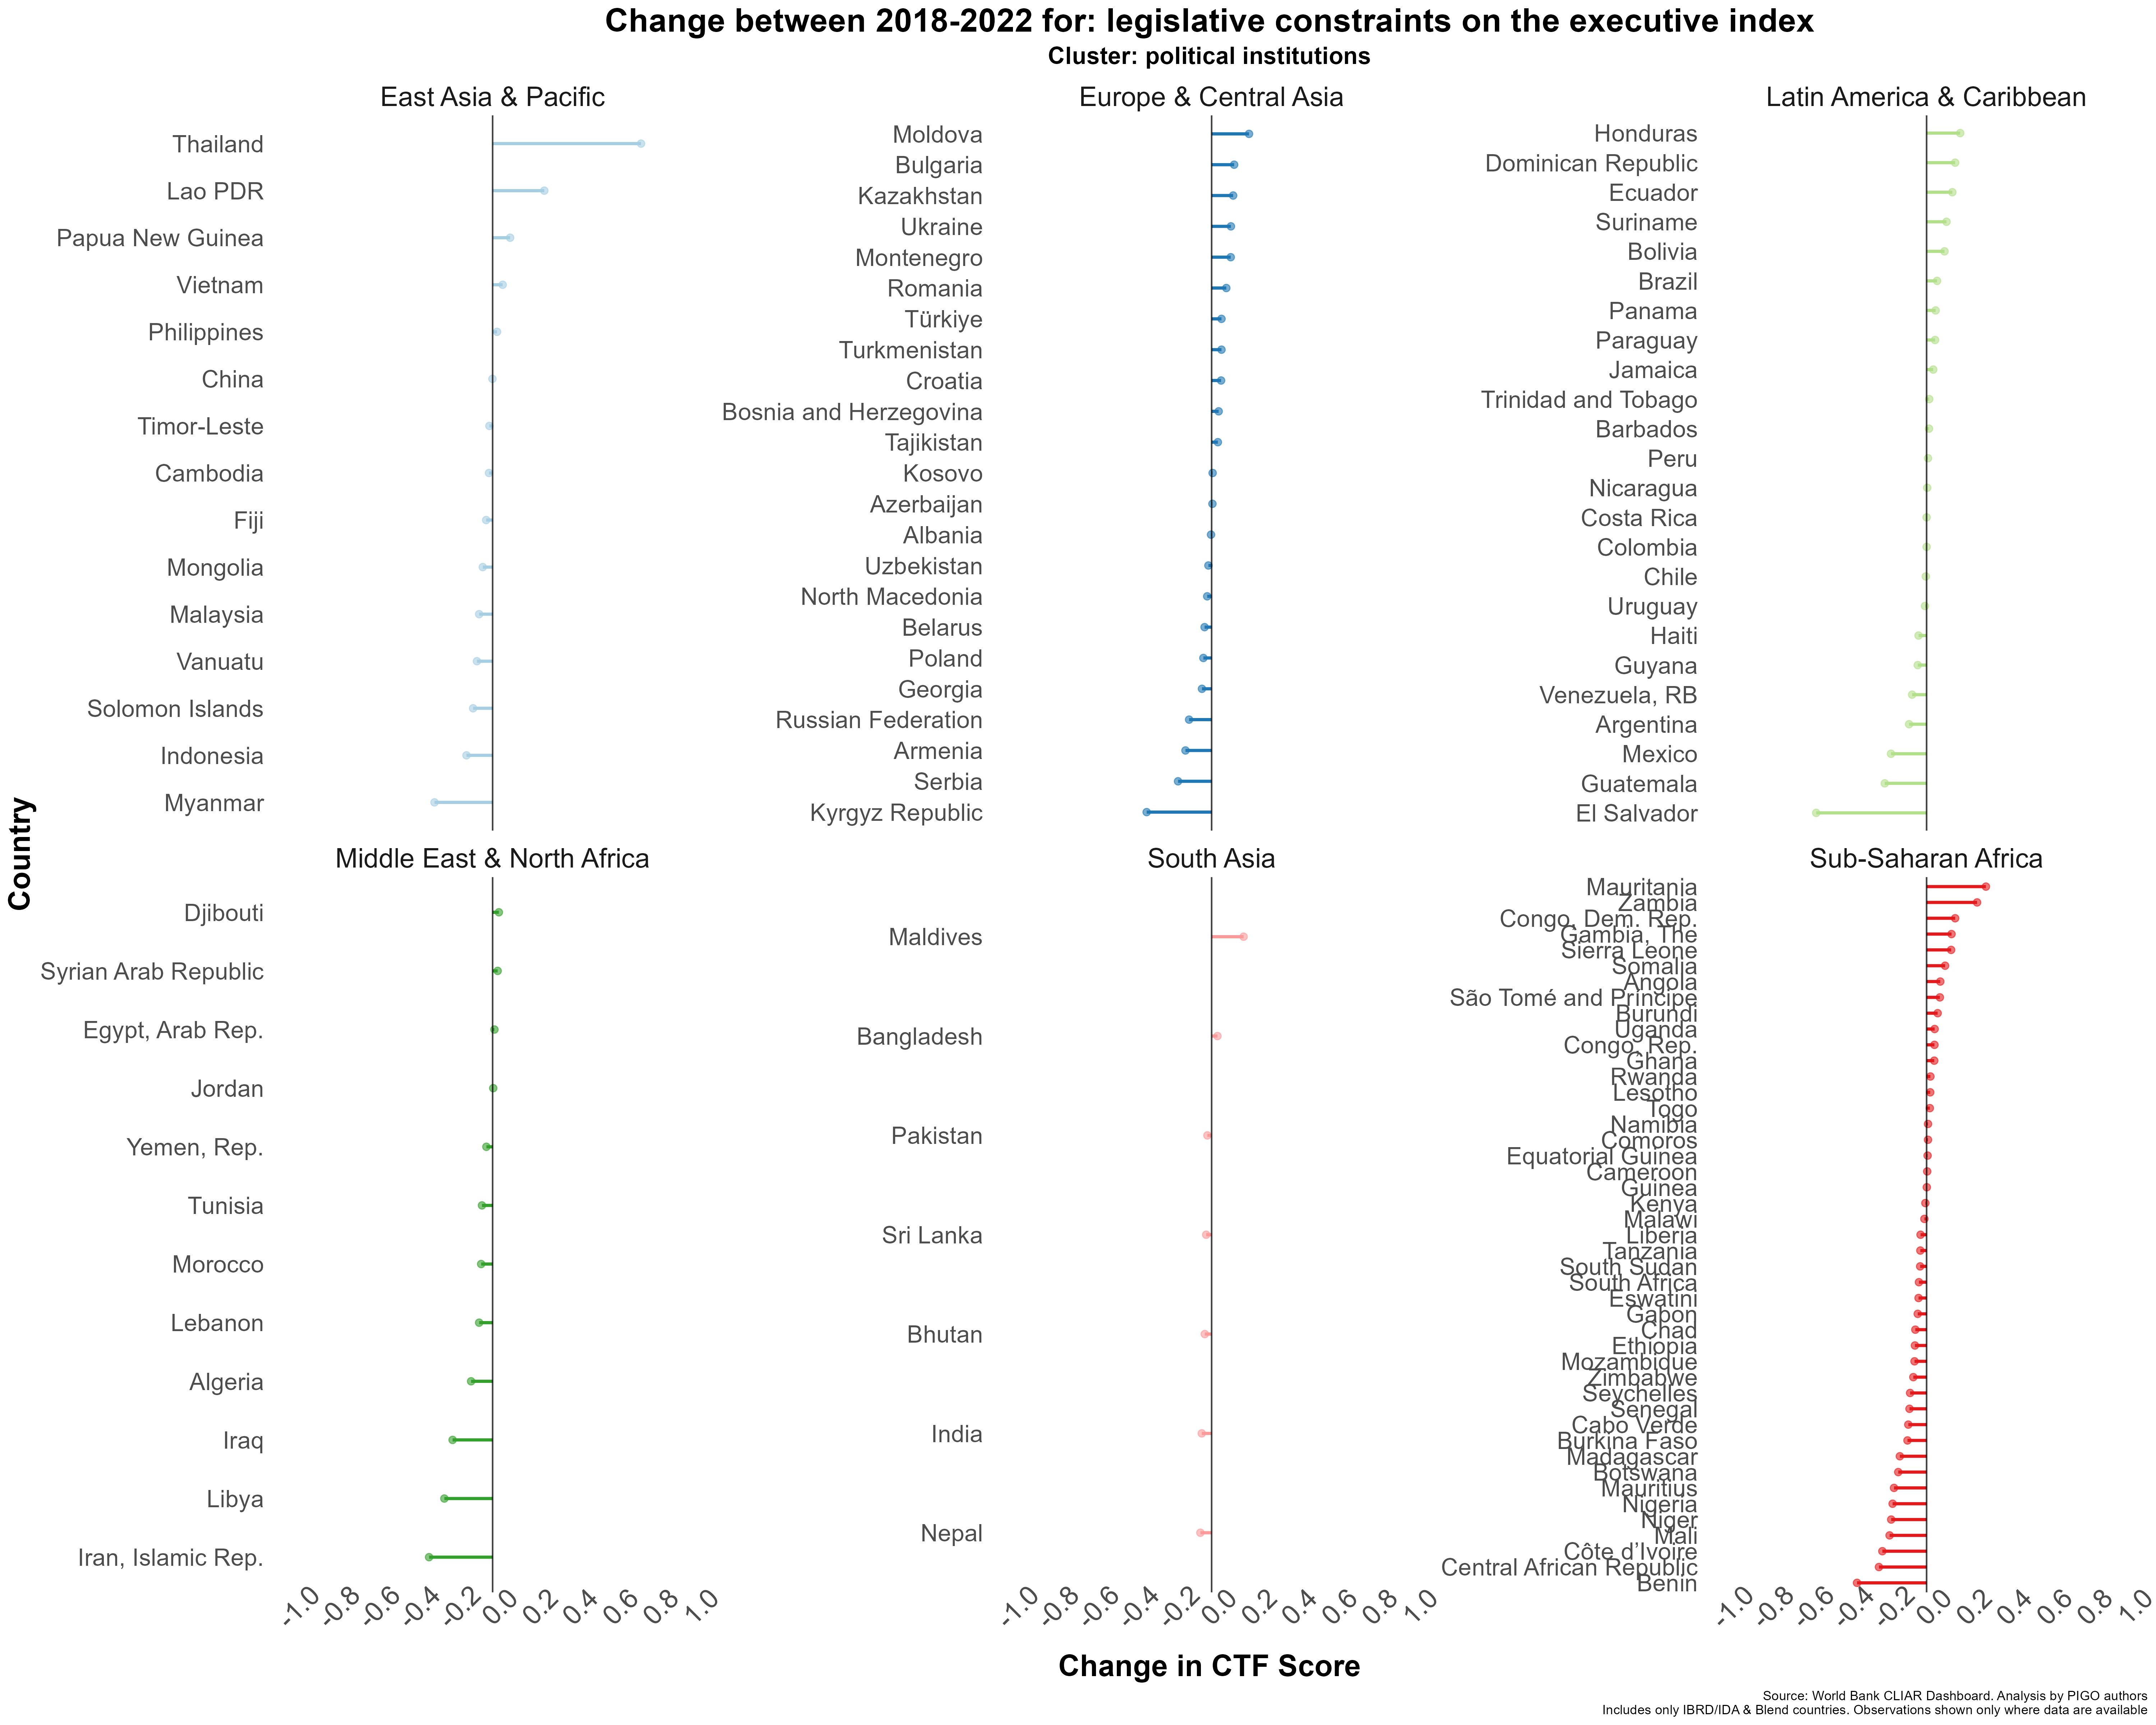 Change between 2018-2022 for: legislative constraints on the executive index
Cluster: political institutions
Country
East Asia & Pacific
Thailand
Lao PDR
Papua New Guinea
Vietnam
Philippines
China
Timor-Leste
Cambodia
Fiji
Mongolia
Malaysia
Vanuatu
Solomon Islands
Indonesia
Myanmar
Europe & Central Asia
Moldova
Bulgaria
Kazakhstan
Ukraine
Montenegro
Romania
Türkiye
Turkmenistan
Croatia
Bosnia and Herzegovina
Tajikistan
Kosovo
Azerbaijan
Albania
Uzbekistan
North Macedonia
Belarus
Poland
Georgia
Russian Federation
Armenia
Serbia
Kyrgyz Republic
Latin America & Caribbean
Honduras
Dominican Republic
Ecuador
Suriname
Bolivia
Brazil
Panama
Paraguay
Jamaica
Trinidad and Tobago
Barbados
Peru
Nicaragua
Costa Rica
Colombia
Chile
Uruguay
Haiti
Guyana
Venezuela, RB
Argentina
Mexico
Guatemala
El Salvador
Middle East & North Africa
Djibouti
Syrian Arab Republic
Egypt, Arab Rep.
Jordan
Yemen, Rep.
Tunisia
Morocco
Lebanon
Algeria
Iraq
Libya
Iran, Islamic Rep.
-1.0 -0.8 -0.6 -0.4 -0.2 0.0 0.2 0.4 0.6 0.8 1.0
South Asia
Maldives
Bangladesh
Pakistan
Sri Lanka
Bhutan
India
Nepal
-1.0 -0.8 -0.6 -0.4 -0.2 0.0 0.2 0.4 0.6 0.8 1.0
Sub-Saharan Africa
Mauritania
Zambia
Congo, Dem. Rep.
Gambia, The
Sierra Leone
Somalia
Angola
São Tomé and Príncipe
Burundi
Uganda
Congo, Rep.
Ghana
Rwanda
Lesotho
Togo
Namibia
Comoros
Equatorial Guinea
Cameroon
Guinea
Kenya
Malawi
Liberia
Tanzania
South Sudan
South Africa
Eswatini
Gabon
Chad
Ethiopia
Mozambique
Zimbabwe
Seychelles
Senegal
Cabo Verde
Burkina Faso
Madagascar
Botswana
Mauritius
Nigeria
Niger
Mali
Côte d’Ivoire
Central African Republic
Benin
-1.0 -0.8 -0.6 -0.4 -0.2 0.0 0.2 0.4 0.6 0.8 1.0
Change in CTF Score
Source: World Bank CLIAR Dashboard. Analysis by PIGO authors
Includes only IBRD/IDA & Blend countries. Observations shown only where data are available